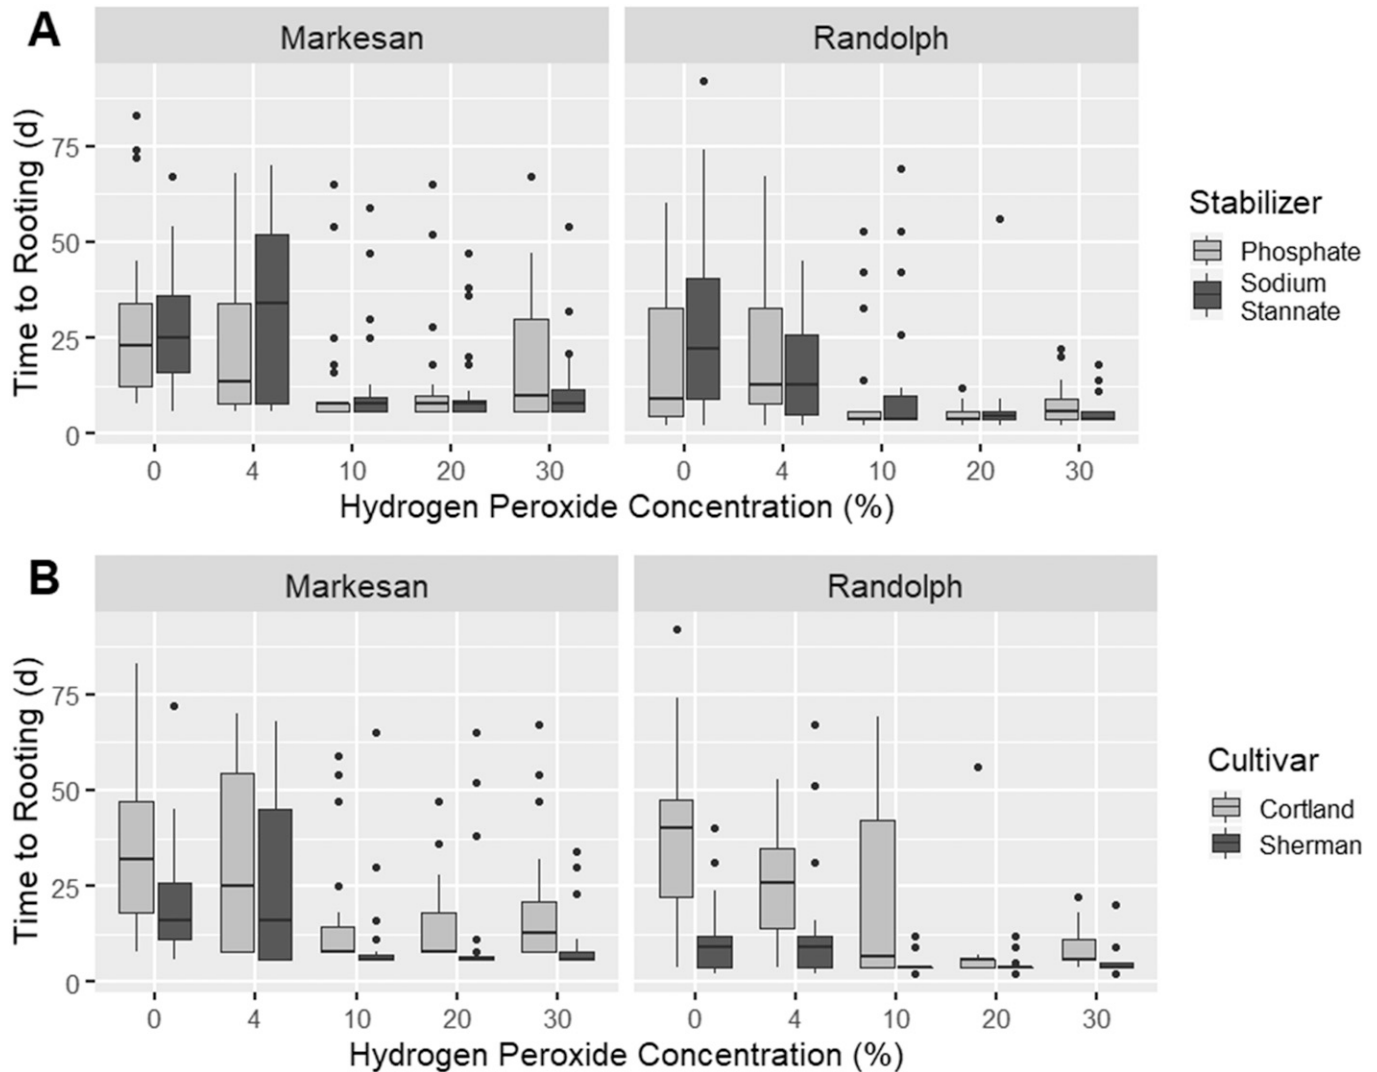 A
Markesan
Randolph
Time to Rooting (d)
75
50
25
0
0 4 10 20 30
0 4 10 20 30
Hydrogen Peroxide Concentration (%)
Stabilizer
Phosphate
Sodium
Stannate
B
Markesan
Randolph
Time to Rooting (d)
75
50
25
0
0 4 10 20 30
0 4 10 20 30
Hydrogen Peroxide Concentration (%)
Cultivar
Cortland
Sherman